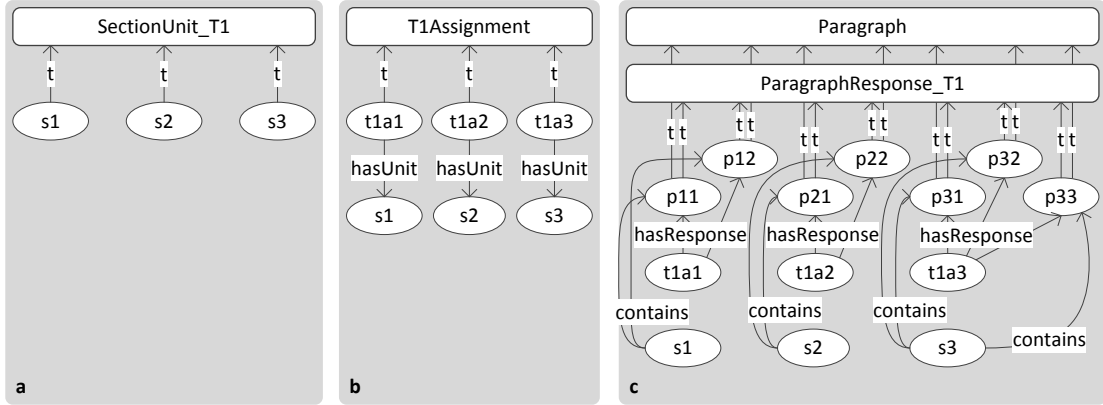 SectionUnit_T1
t t t
s1 s2 s3
a
T1Assignment
t t t
t1a1 t1a2 t1a3
hasUnit hasUnit hasUnit
s1 s2 s3
b
Paragraph
ParagraphResponse_T1
t t t t t t t t t t t t t t
p12 p22 p32
p11 p21 p31 p33
hasResponse hasResponse hasResponse
t1a1 t1a2 t1a3
contains contains contains contains
s1 s2 s3
c